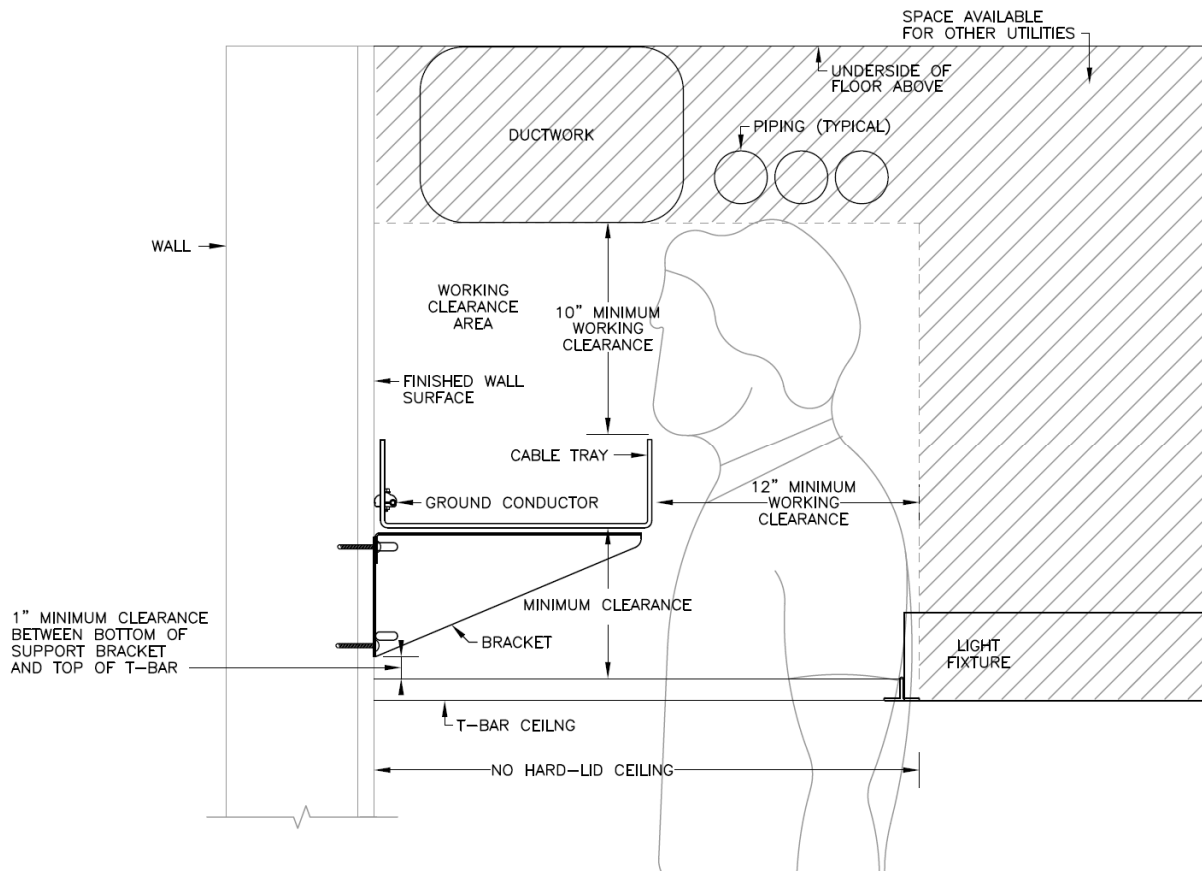 SPACE AVAILABLE
FOR OTHER UTILITIES
UNDERSIDE OF
FLOOR ABOVE
DUCTWORK
PIPING (TYPICAL)
WALL
WORKING
CLEARANCE
AREA
10" MINIMUM
WORKING
CLEARANCE
FINISHED WALL
SURFACE
CABLE TRAY
GROUND CONDUCTOR
12" MINIMUM
WORKING
CLEARANCE
1" MINIMUM CLEARANCE
BETWEEN BOTTOM OF
SUPPORT BRACKET
AND TOP OF T-BAR
MINIMUM CLEARANCE
BRACKET
LIGHT
FIXTURE
T-BAR CEILNG
NO HARD-LID CEILING